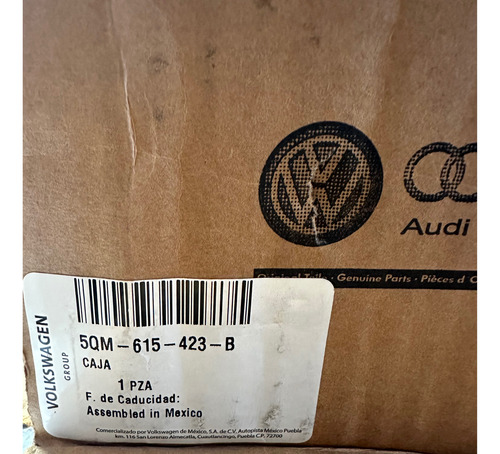 Audi
Original Teile · Genuine Parts · Pièces d'
VOLKSWAGEN
GROUP
5QM-615-423-B
CAJA
1 PZA
F. de Caducidad:
Assembled in Mexico
Comercializado por Volkswagen de México, S.A. de C.V. Autopista México Puebla
km. 116 San Lorenzo Almecatla, Cuautlancingo, Puebla C.P. 72700